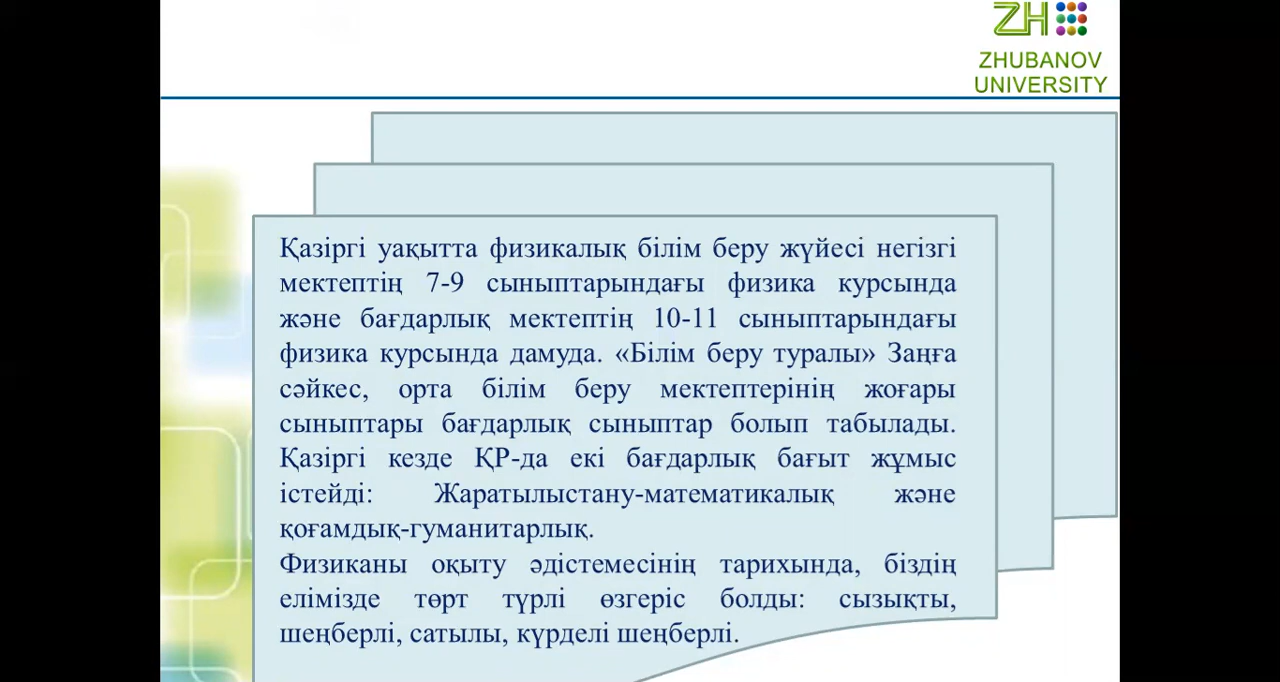 ZH
ZHUBANOV
UNIVERSITY
Қазіргі уақытта физикалық білім беру жүйесі негізгі
мектептің 7-9 сыныптарындағы физика курсында
және бағдарлық мектептің 10-11 сыныптарындағы
физика курсында дамуда. «Білім беру туралы» Заңға
сәйкес, орта білім беру мектептерінің жоғары
сыныптары бағдарлық сыныптар болып табылады.
Қазіргі кезде ҚР-да екі бағдарлық бағыт жұмыс
істейді: Жаратылыстану-математикалық және
қоғамдық-гуманитарлық.
Физиканы оқыту әдістемесінің тарихында, біздің
елімізде төрт түрлі өзгеріс болды: сызықты,
шеңберлі, сатылы, күрделі шеңберлі.